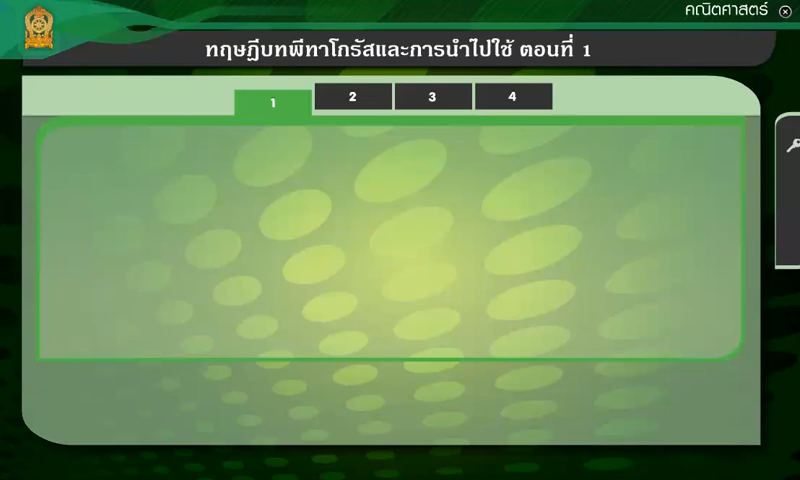 คณิตศาสตร์
ทฤษฎีบทพีทาโกรัสและการนำไปใช้ ตอนที่ 1
1 2 3 4